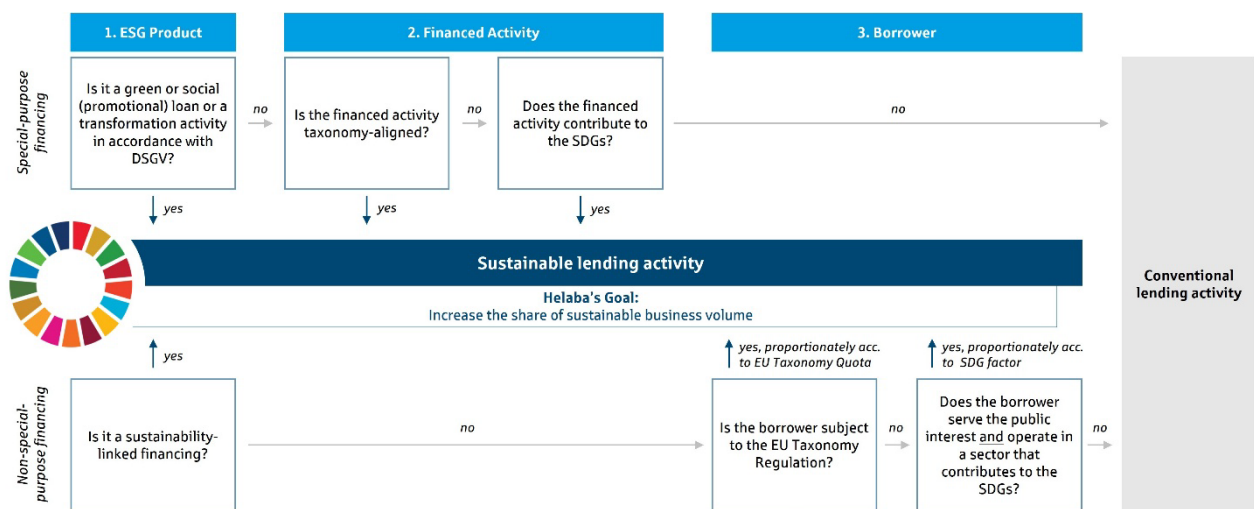 1. ESG Product
2. Financed Activity
3. Borrower
Special-purpose
financing
Is it a green or social
(promotional) loan or a
transformation activity
in accordance with
DSGV?
no
Is the financed activity
taxonomy-aligned?
no
Does the financed
activity contribute to
the SDGs?
no
yes
yes
yes
Sustainable lending activity
Helaba's Goal:
Increase the share of sustainable business volume
Conventional
lending activity
yes
yes, proportionately acc.
to EU Taxonomy Quota
yes, proportionately acc.
to SDG factor
Non-special-
purpose financing
Is it a sustainability-
linked financing?
no
Is the borrower subject
to the EU Taxonomy
Regulation?
no
Does the borrower
serve the public
interest and operate in
a sector that
contributes to the
SDGs?
no